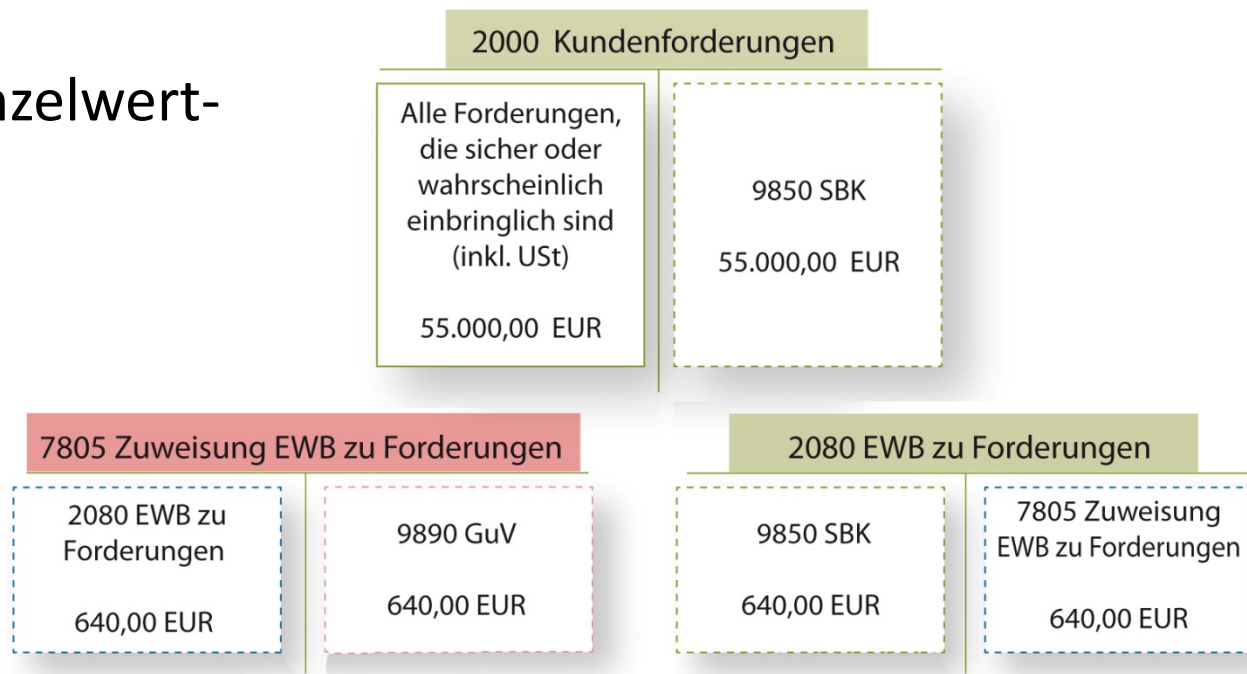 nzelwert-
2000 Kundenforderungen
Alle Forderungen,
die sicher oder
wahrscheinlich
einbringlich sind
(inkl. USt)
55.000,00 EUR
9850 SBK
55.000,00 EUR
7805 Zuweisung EWB zu Forderungen
2080 EWB zu
Forderungen
640,00 EUR
9890 GuV
640,00 EUR
2080 EWB zu Forderungen
9850 SBK
640,00 EUR
7805 Zuweisung
EWB zu Forderungen
640,00 EUR